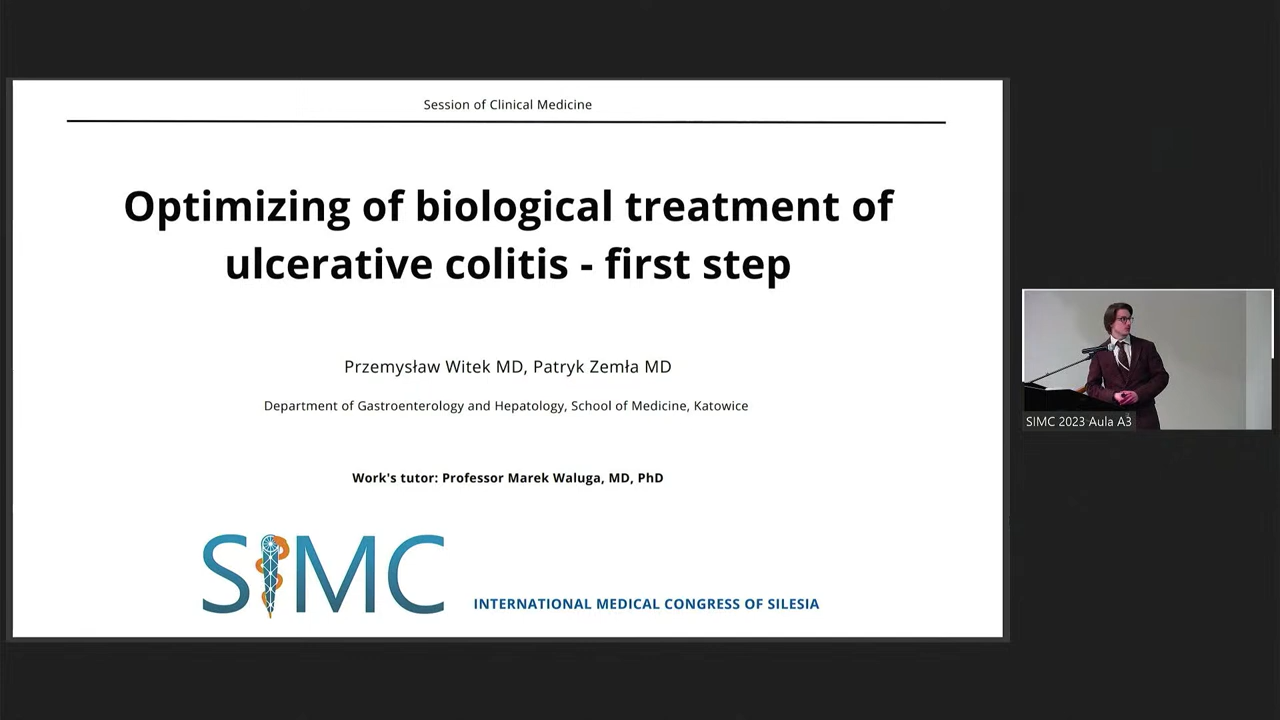 Session of Clinical Medicine
Optimizing of biological treatment of
ulcerative colitis - first step
Przemysław Witek MD, Patryk Zemła MD
Department of Gastroenterology and Hepatology, School of Medicine, Katowice
Work's tutor: Professor Marek Waluga, MD, PhD
SIMC
INTERNATIONAL MEDICAL CONGRESS OF SILESIA
SIMC 2023 Aula A3